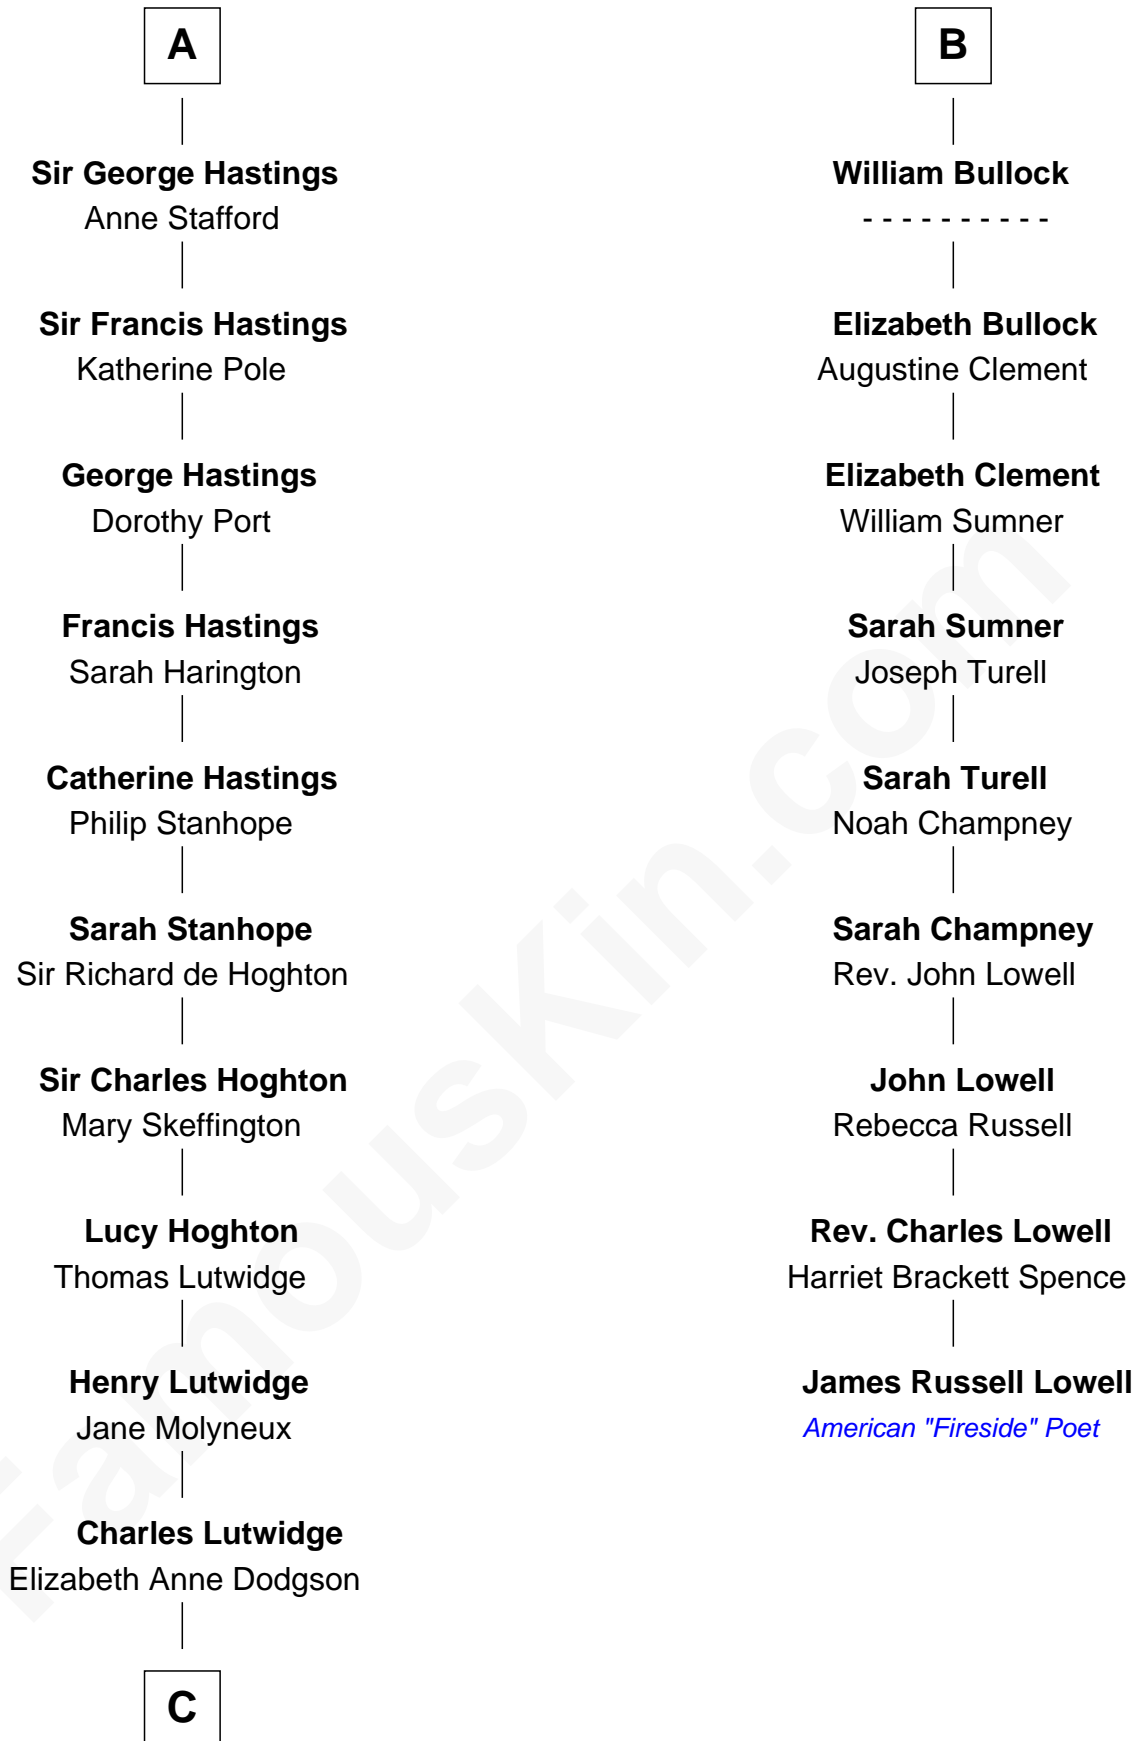 A
Sir George Hastings
Anne Stafford
Sir Francis Hastings
Katherine Pole
George Hastings
Dorothy Port
Francis Hastings
Sarah Harington
Catherine Hastings
Philip Stanhope
Sarah Stanhope
Sir Richard de Hoghton
Sir Charles Hoghton
Mary Skeffington
Lucy Hoghton
Thomas Lutwidge
Henry Lutwidge
Jane Molyneux
Charles Lutwidge
Elizabeth Anne Dodgson
C
B
William Bullock
- - - - - - - - - -
Elizabeth Bullock
Augustine Clement
Elizabeth Clement
William Sumner
Sarah Sumner
Joseph Turell
Sarah Turell
Noah Champney
Sarah Champney
Rev. John Lowell
John Lowell
Rebecca Russell
Rev. Charles Lowell
Harriet Brackett Spence
James Russell Lowell
American "Fireside" Poet
FamousKin.com